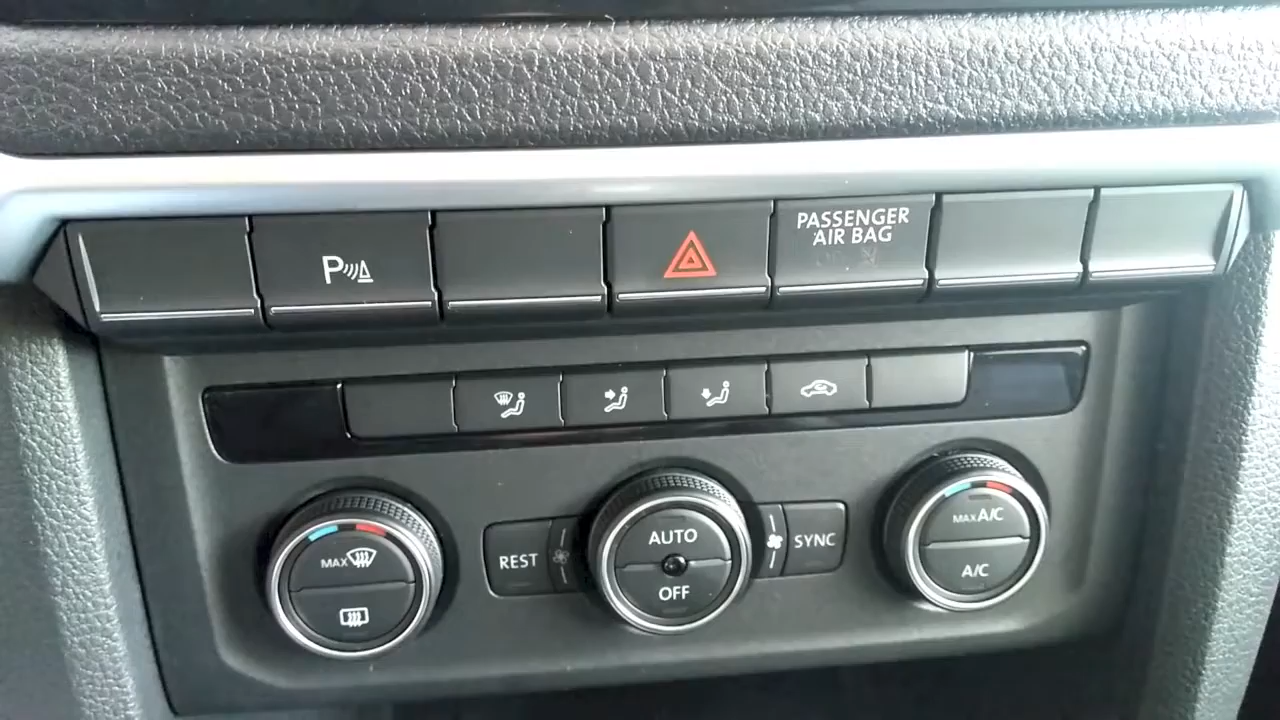 P
PASSENGER
AIR BAG
MAX
REST
AUTO
OFF
SYNC
MAX A/C
A/C